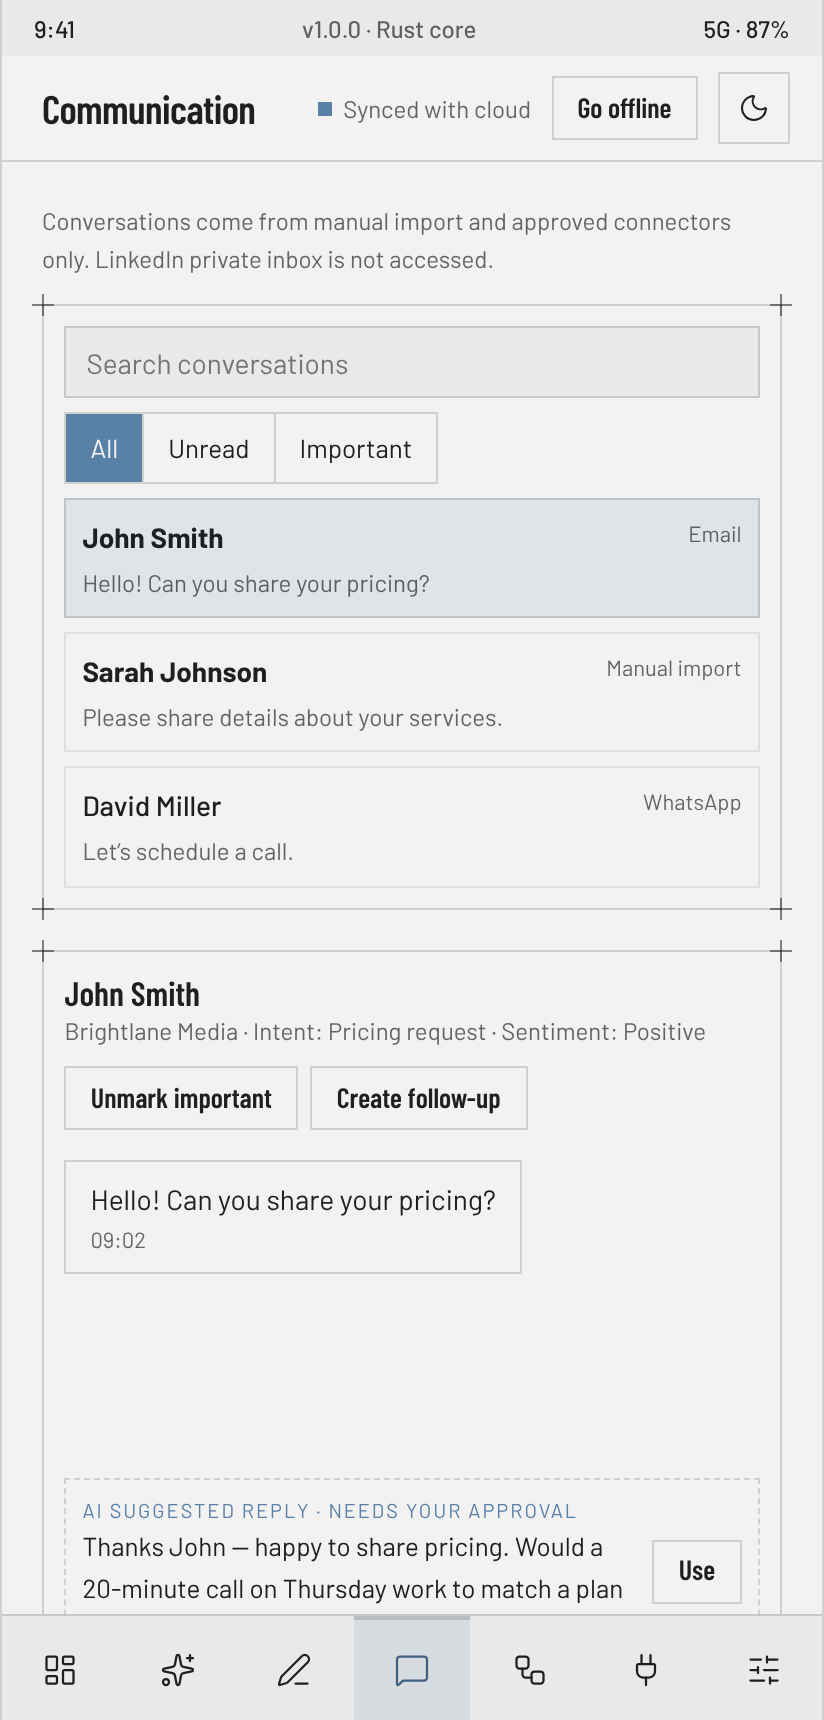 9:41
v1.0.0 · Rust core
5G · 87%
Communication
Synced with cloud
Go offline
Conversations come from manual import and approved connectors
only. LinkedIn private inbox is not accessed.
Search conversations
All
Unread
Important
John Smith
Email
Hello! Can you share your pricing?
Sarah Johnson
Manual import
Please share details about your services.
David Miller
WhatsApp
Let’s schedule a call.
John Smith
Brightlane Media · Intent: Pricing request · Sentiment: Positive
Unmark important
Create follow-up
Hello! Can you share your pricing?
09:02
AI SUGGESTED REPLY · NEEDS YOUR APPROVAL
Thanks John — happy to share pricing. Would a
20-minute call on Thursday work to match a plan
Use